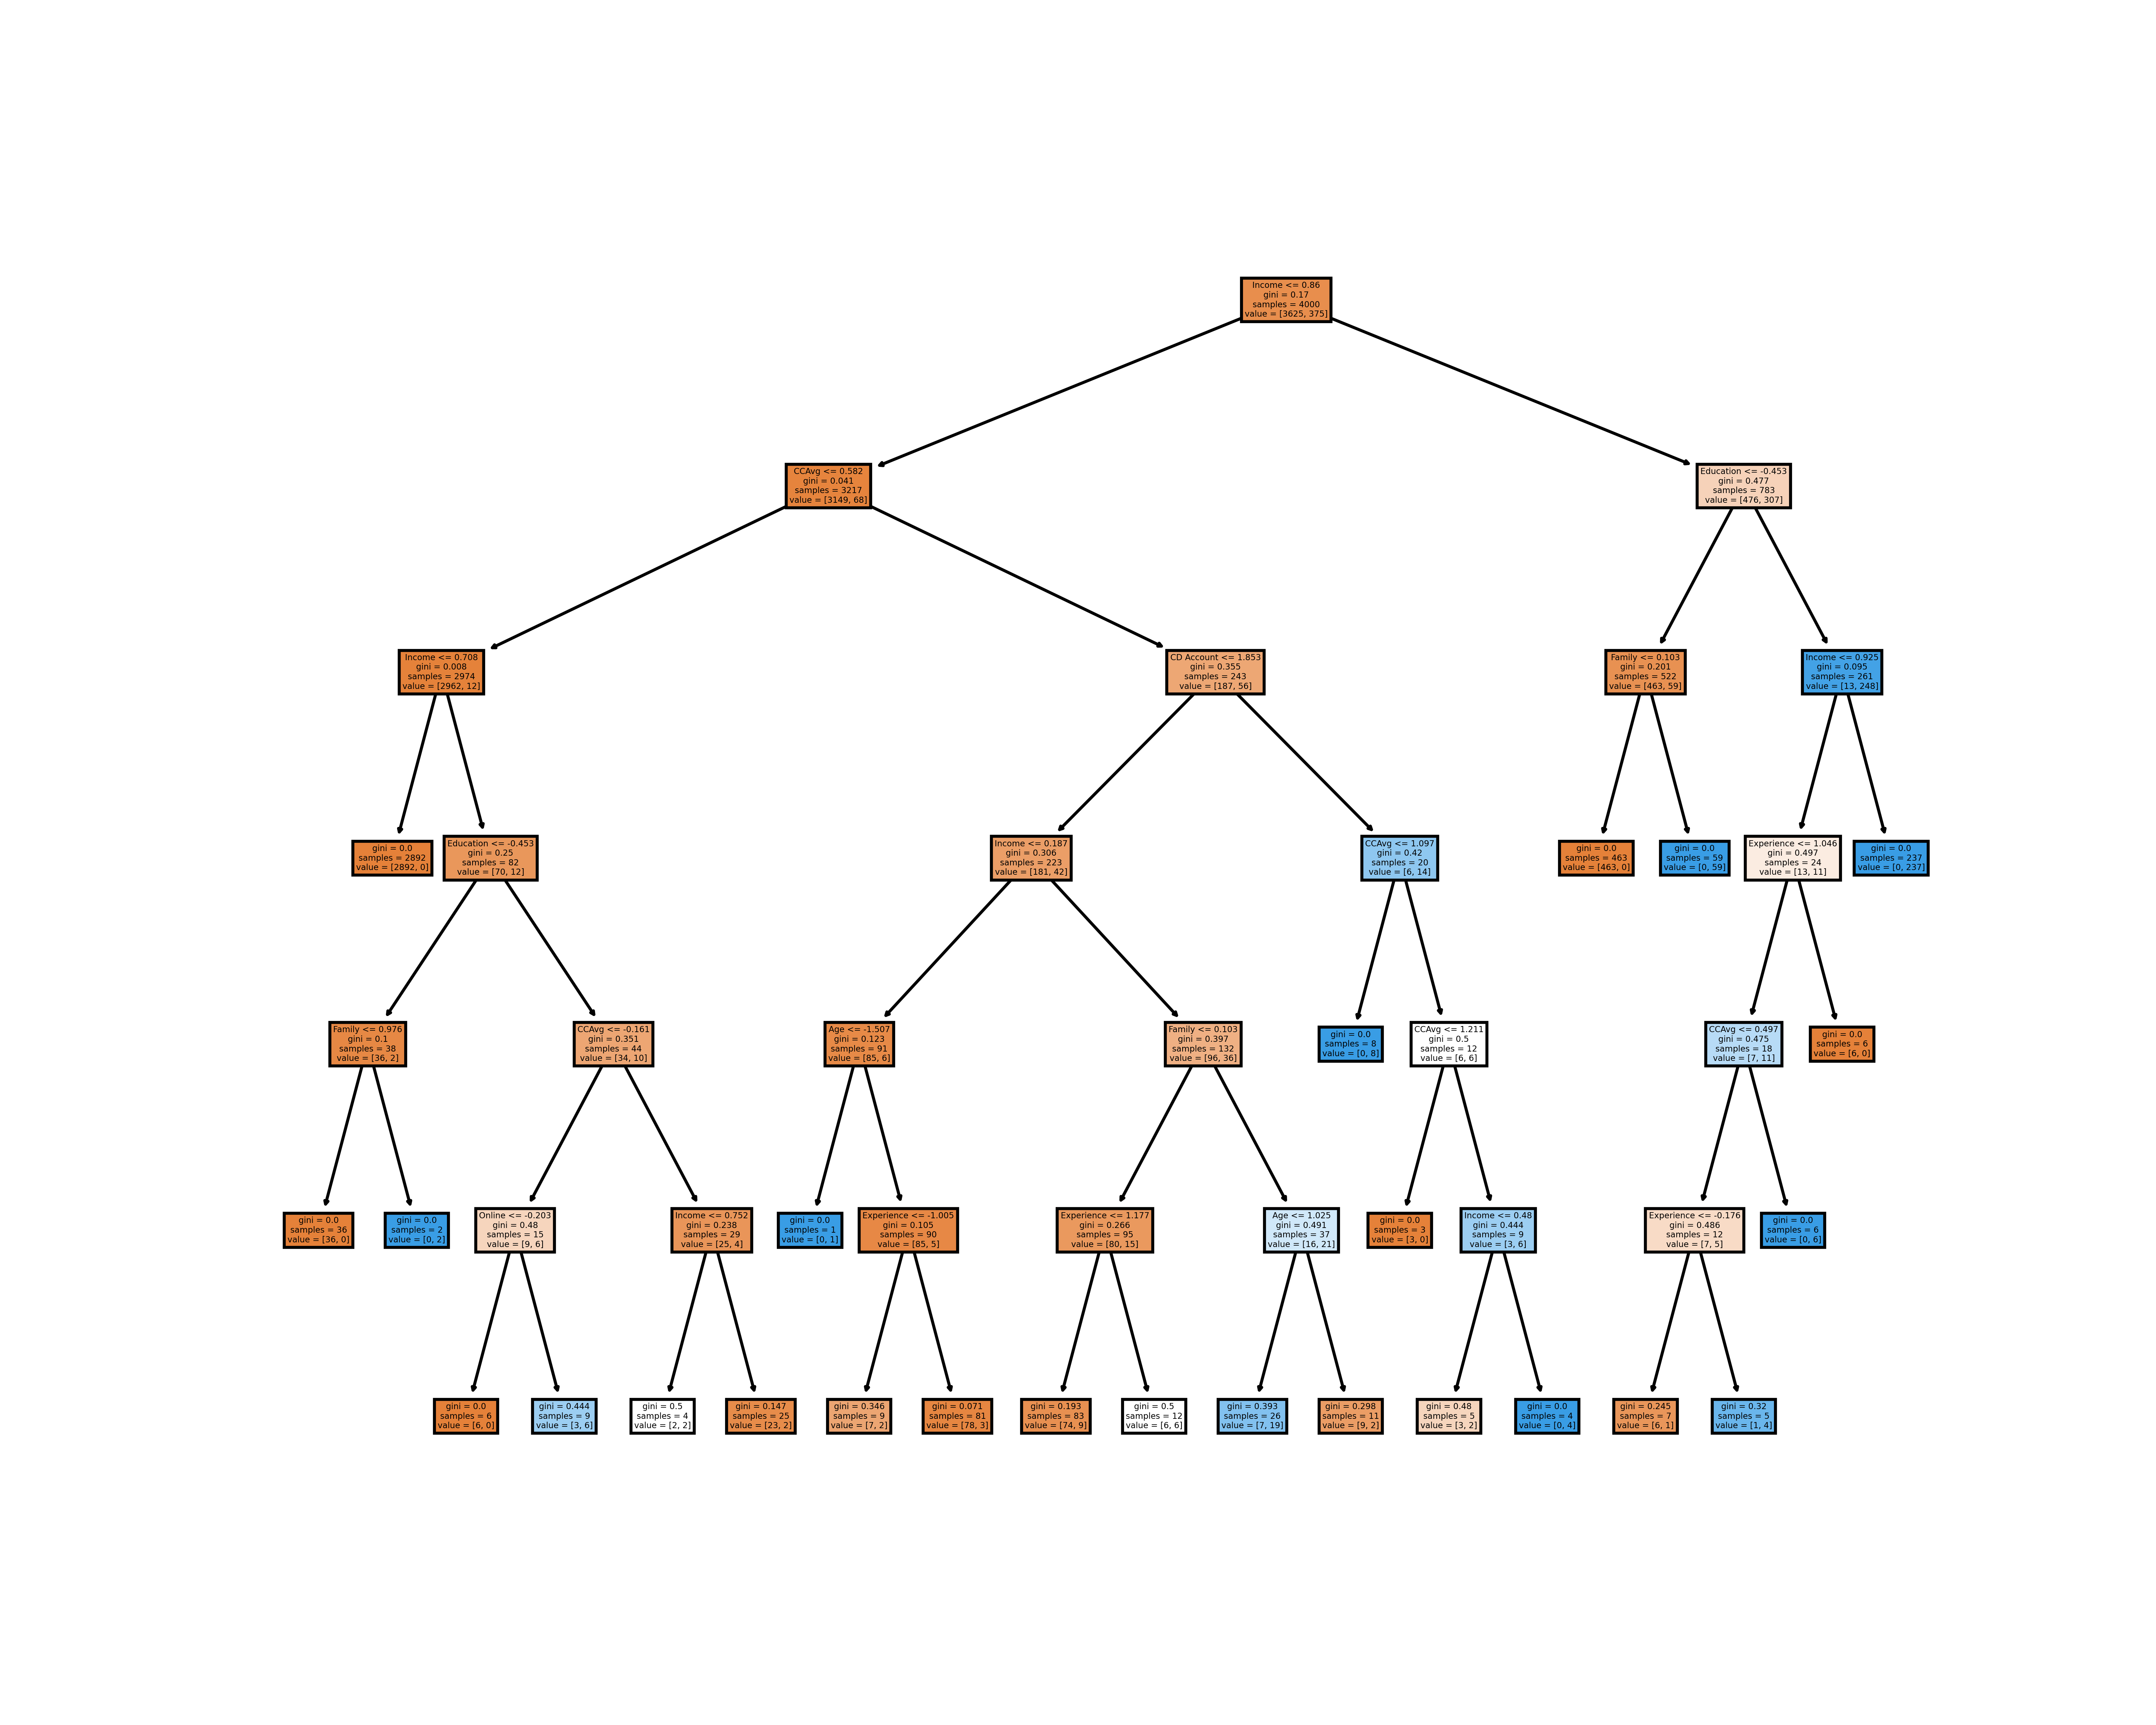 Income <= 0.86
gini = 0.17
samples = 4000
value = [3625, 375]
CCAvg <= 0.582
gini = 0.041
samples = 3217
value = [3149, 68]
Education <= -0.453
gini = 0.477
samples = 783
value = [476, 307]
Income <= 0.708
gini = 0.008
samples = 2974
value = [2962, 12]
CD Account <= 1.853
gini = 0.355
samples = 243
value = [187, 56]
Family <= 0.103
gini = 0.201
samples = 522
value = [463, 59]
Income <= 0.925
gini = 0.095
samples = 261
value = [13, 248]
gini = 0.0
samples = 2892
value = [2892, 0]
Education <= -0.453
gini = 0.25
samples = 82
value = [70, 12]
Income <= 0.187
gini = 0.306
samples = 223
value = [181, 42]
CCAvg <= 1.097
gini = 0.42
samples = 20
value = [6, 14]
gini = 0.0
samples = 463
value = [463, 0]
gini = 0.0
samples = 59
value = [0, 59]
Experience <= 1.046
gini = 0.497
samples = 24
value = [13, 11]
gini = 0.0
samples = 237
value = [0, 237]
Family <= 0.976
gini = 0.1
samples = 38
value = [36, 2]
CCAvg <= -0.161
gini = 0.351
samples = 44
value = [34, 10]
Age <= -1.507
gini = 0.123
samples = 91
value = [85, 6]
Family <= 0.103
gini = 0.397
samples = 132
value = [96, 36]
gini = 0.0
samples = 8
value = [0, 8]
CCAvg <= 1.211
gini = 0.5
samples = 12
value = [6, 6]
CCAvg <= 0.497
gini = 0.475
samples = 18
value = [7, 11]
gini = 0.0
samples = 6
value = [6, 0]
gini = 0.0
samples = 36
value = [36, 0]
gini = 0.0
samples = 2
value = [0, 2]
Online <= -0.203
gini = 0.48
samples = 15
value = [9, 6]
Income <= 0.752
gini = 0.238
samples = 29
value = [25, 4]
gini = 0.0
samples = 1
value = [0, 1]
Experience <= -1.005
gini = 0.105
samples = 90
value = [85, 5]
Experience <= 1.177
gini = 0.266
samples = 95
value = [80, 15]
Age <= 1.025
gini = 0.491
samples = 37
value = [16, 21]
gini = 0.0
samples = 3
value = [3, 0]
Income <= 0.48
gini = 0.444
samples = 9
value = [3, 6]
Experience <= -0.176
gini = 0.486
samples = 12
value = [7, 5]
gini = 0.0
samples = 6
value = [0, 6]
gini = 0.0
samples = 6
value = [6, 0]
gini = 0.444
samples = 9
value = [3, 6]
gini = 0.5
samples = 4
value = [2, 2]
gini = 0.147
samples = 25
value = [23, 2]
gini = 0.346
samples = 9
value = [7, 2]
gini = 0.071
samples = 81
value = [78, 3]
gini = 0.193
samples = 83
value = [74, 9]
gini = 0.5
samples = 12
value = [6, 6]
gini = 0.393
samples = 26
value = [7, 19]
gini = 0.298
samples = 11
value = [9, 2]
gini = 0.48
samples = 5
value = [3, 2]
gini = 0.0
samples = 4
value = [0, 4]
gini = 0.245
samples = 7
value = [6, 1]
gini = 0.32
samples = 5
value = [1, 4]